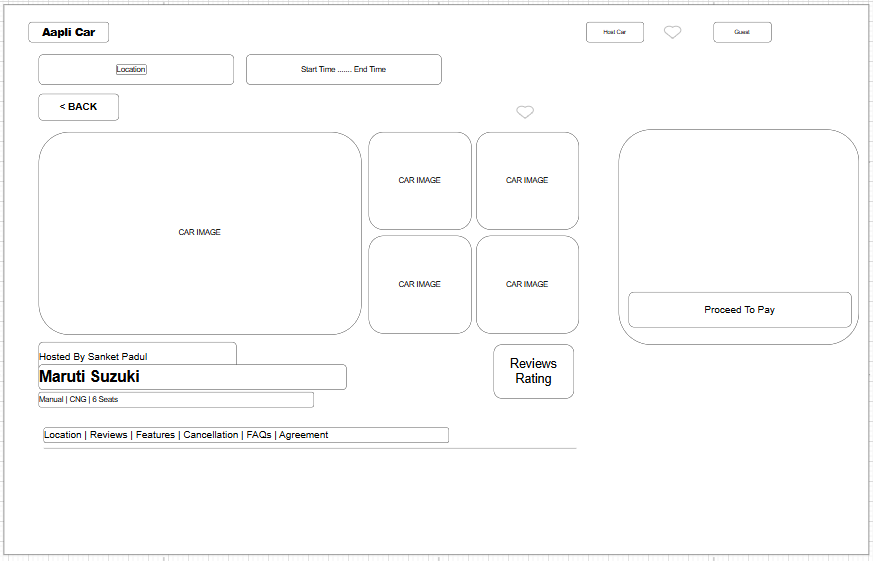 Aapli Car
Host Car
Guest
Location
Start Time ....... End Time
< BACK
CAR IMAGE
CAR IMAGE
CAR IMAGE
CAR IMAGE
CAR IMAGE
Proceed To Pay
Hosted By Sanket Padul
Maruti Suzuki
Manual | CNG | 6 Seats
Reviews
Rating
Location | Reviews | Features | Cancellation | FAQs | Agreement